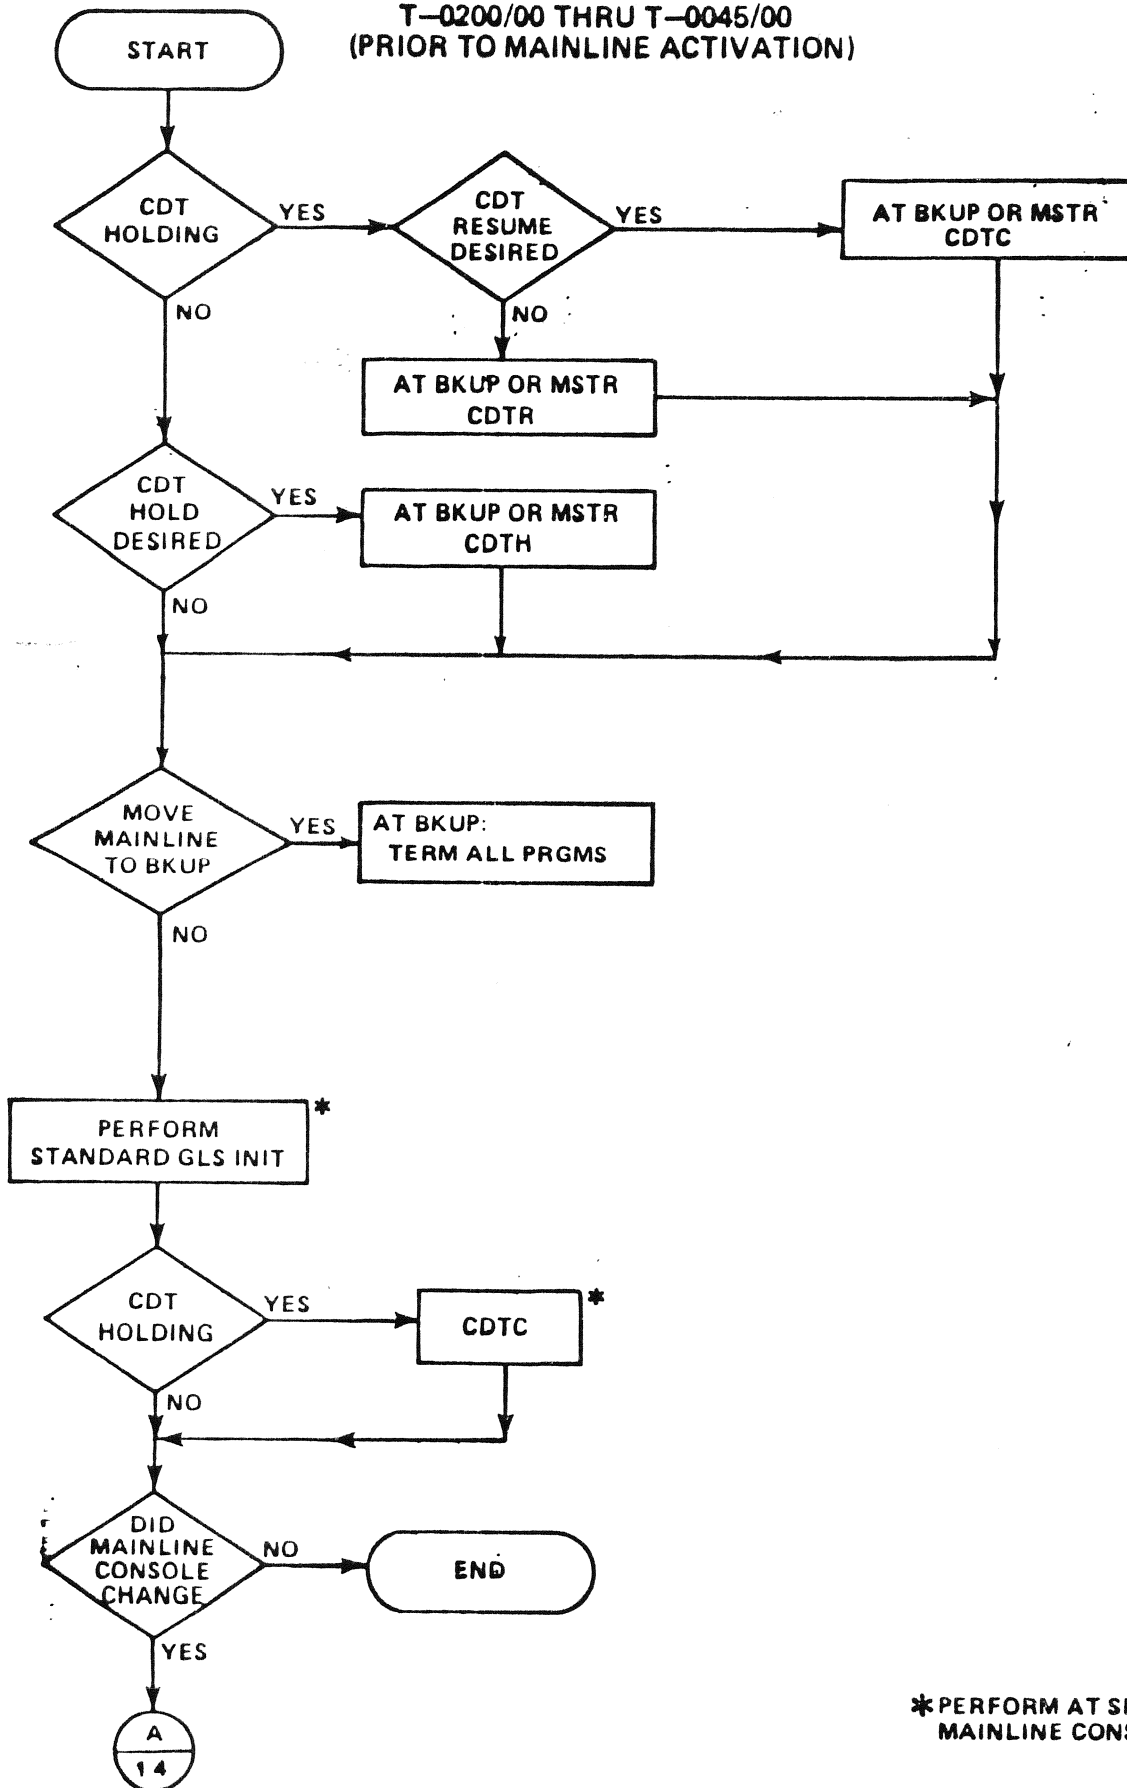 T-0200/00 THRU T-0045/00
(PRIOR TO MAINLINE ACTIVATION)
START
CDT
HOLDING
YES
CDT
RESUME
DESIRED
YES
AT BKUP OR MSTR
CDTC
NO
NO
AT BKUP OR MSTR
CDTR
CDT
HOLD
DESIRED
YES
AT BKUP OR MSTR
CDTH
NO
MOVE
MAINLINE
TO BKUP
YES
AT BKUP:
TERM ALL PRGMS
NO
PERFORM
STANDARD GLS INIT
*
CDT
HOLDING
YES
CDTC
*
NO
DID
MAINLINE
CONSOLE
CHANGE
NO
END
YES
A
14
* PERFORM AT
MAINLINE